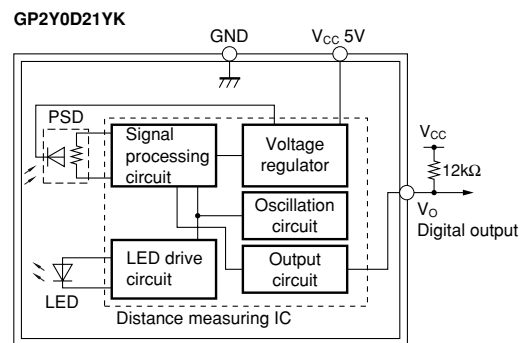 GP2Y0D21YK
GND
VCC 5V
PSD
Signal
processing
circuit
Voltage
regulator
VCC
12kΩ
Oscillation
circuit
VO
Digital output
LED drive
circuit
Output
circuit
LED
Distance measuring IC